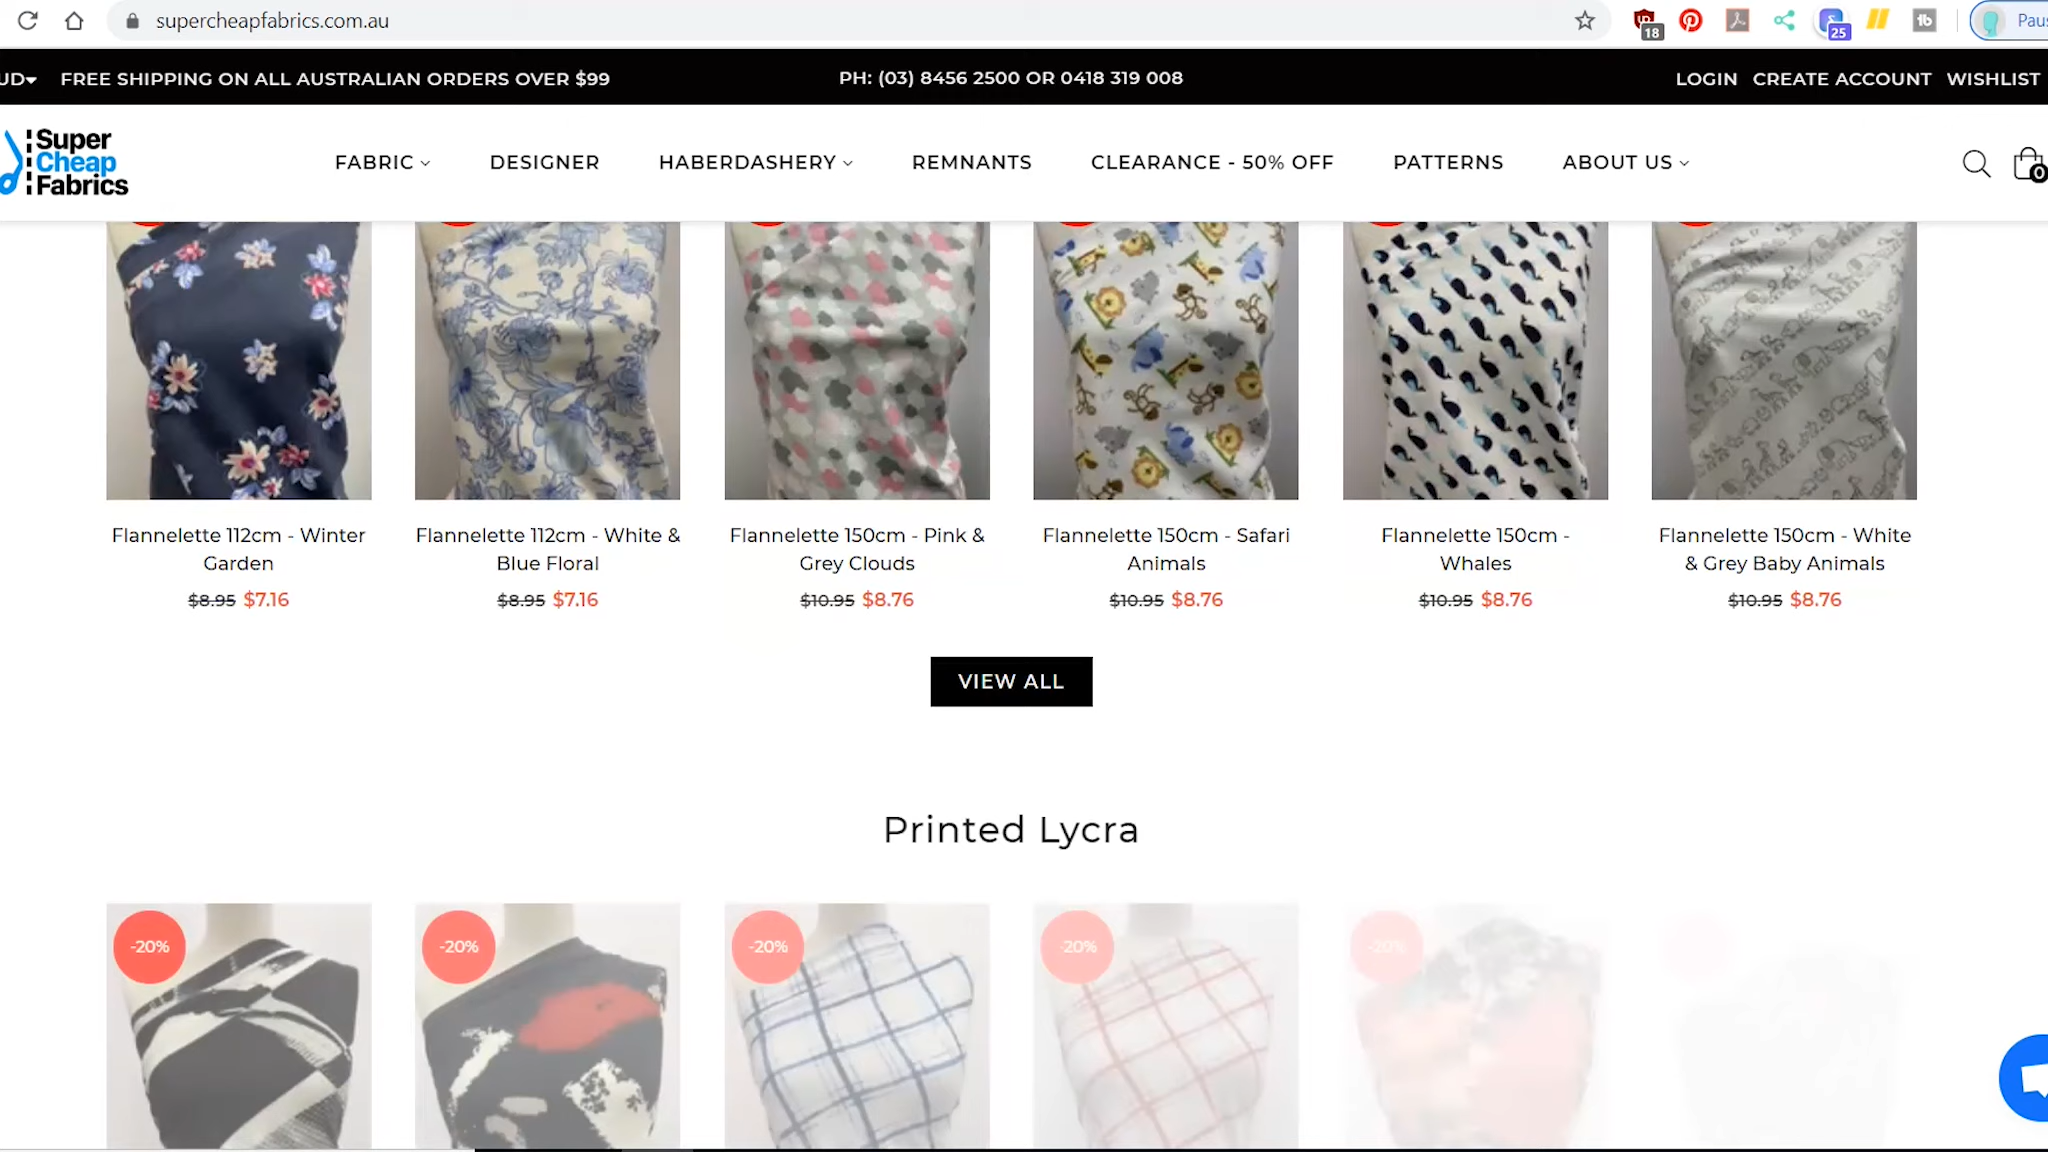 supercheapfabrics.com.au
18
25
Paus
UD
FREE SHIPPING ON ALL AUSTRALIAN ORDERS OVER $99
PH: (03) 8456 2500 OR 0418 319 008
LOGIN CREATE ACCOUNT WISHLIST
Super
Cheap
Fabrics
FABRIC
DESIGNER
HABERDASHERY
REMNANTS
CLEARANCE - 50% OFF
PATTERNS
ABOUT US
0
Flannelette 112cm - Winter
Garden
$8.95 $7.16
Flannelette 112cm - White &
Blue Floral
$8.95 $7.16
Flannelette 150cm - Pink &
Grey Clouds
$10.95 $8.76
Flannelette 150cm - Safari
Animals
$10.95 $8.76
Flannelette 150cm -
Whales
$10.95 $8.76
Flannelette 150cm - White
& Grey Baby Animals
$10.95 $8.76
VIEW ALL
Printed Lycra
-20%
-20%
-20%
-20%
-20%